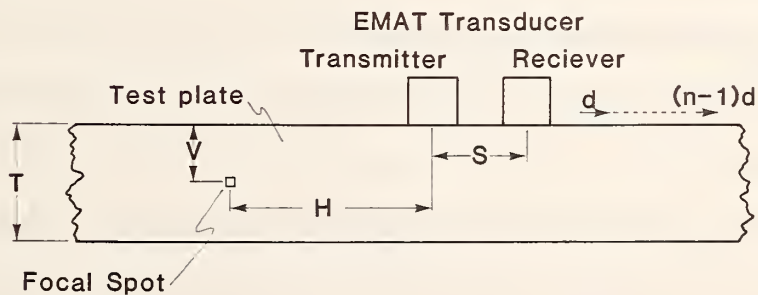 EMAT Transducer
Transmitter Reciever
Test plate
d (n-1)d
V
S
T
H
Focal Spot